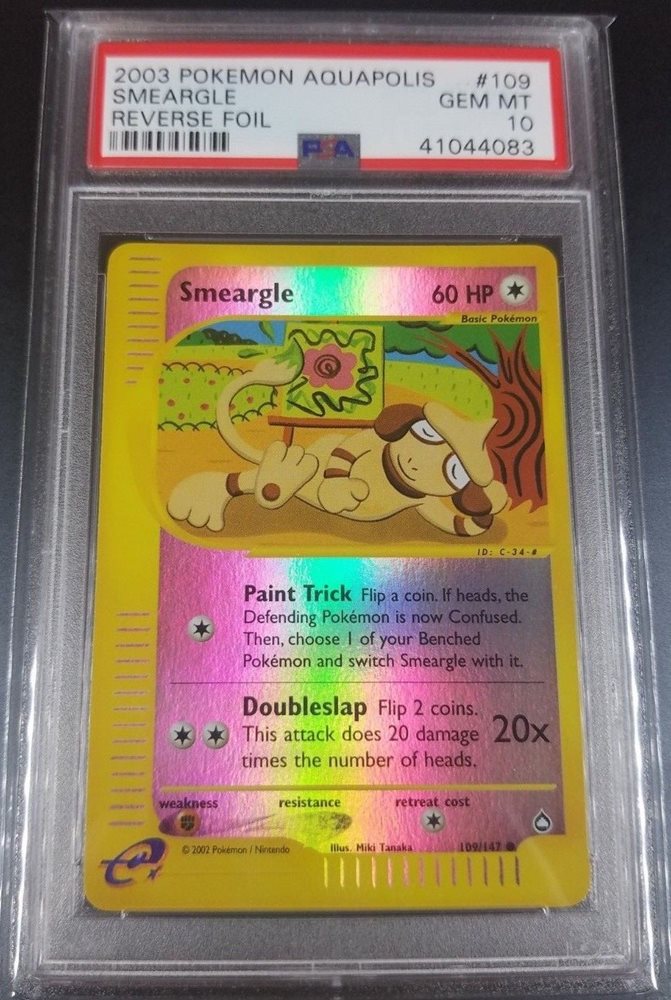 2003 POKEMON AQUAPOLIS #109
SMEARGLE GEM MT
REVERSE FOIL 10
PSA 41044083
Smeargle 60 HP
Basic Pokémon
ID: C-34-#
Paint Trick Flip a coin. If heads, the
Defending Pokémon is now Confused.
Then, choose 1 of your Benched
Pokémon and switch Smeargle with it.
Doubleslap Flip 2 coins.
This attack does 20 damage 20x
times the number of heads.
weakness resistance retreat cost
© 2002 Pokémon / Nintendo Illus. Miki Tanaka 109/147
e